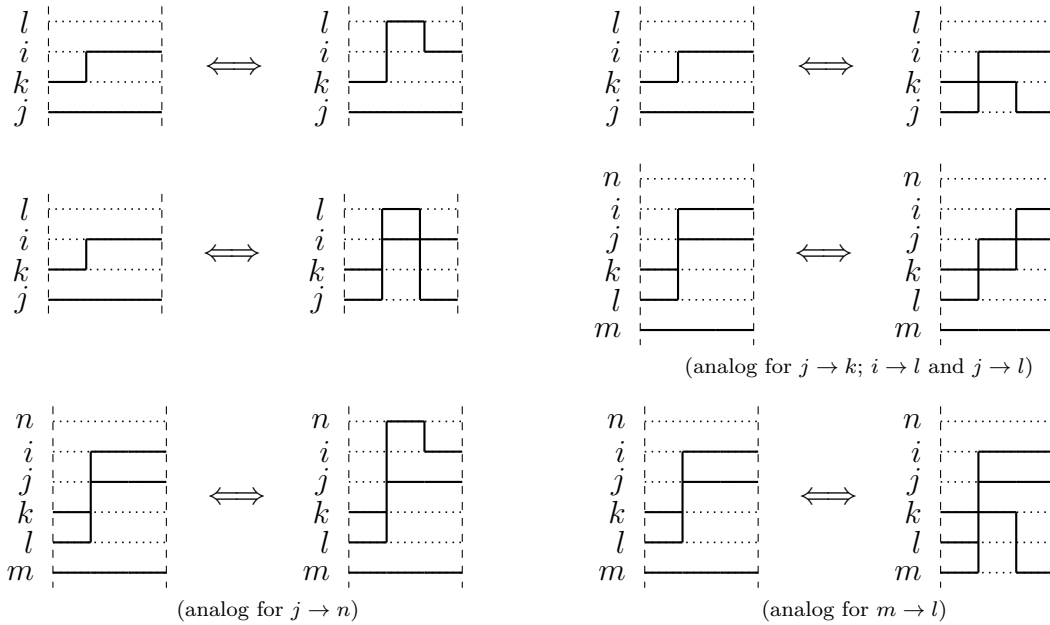 l
i
k
j
⟺
l
i
k
j
l
i
k
j
⟺
l
i
k
j
l
i
k
j
⟺
l
i
k
j
n
i
j
k
l
m
⟺
n
i
j
k
l
m
(analog for j → k; i → l and j → l)
n
i
j
k
l
m
⟺
n
i
j
k
l
m
(analog for j → n)
n
i
j
k
l
m
⟺
n
i
j
k
l
m
(analog for m → l)